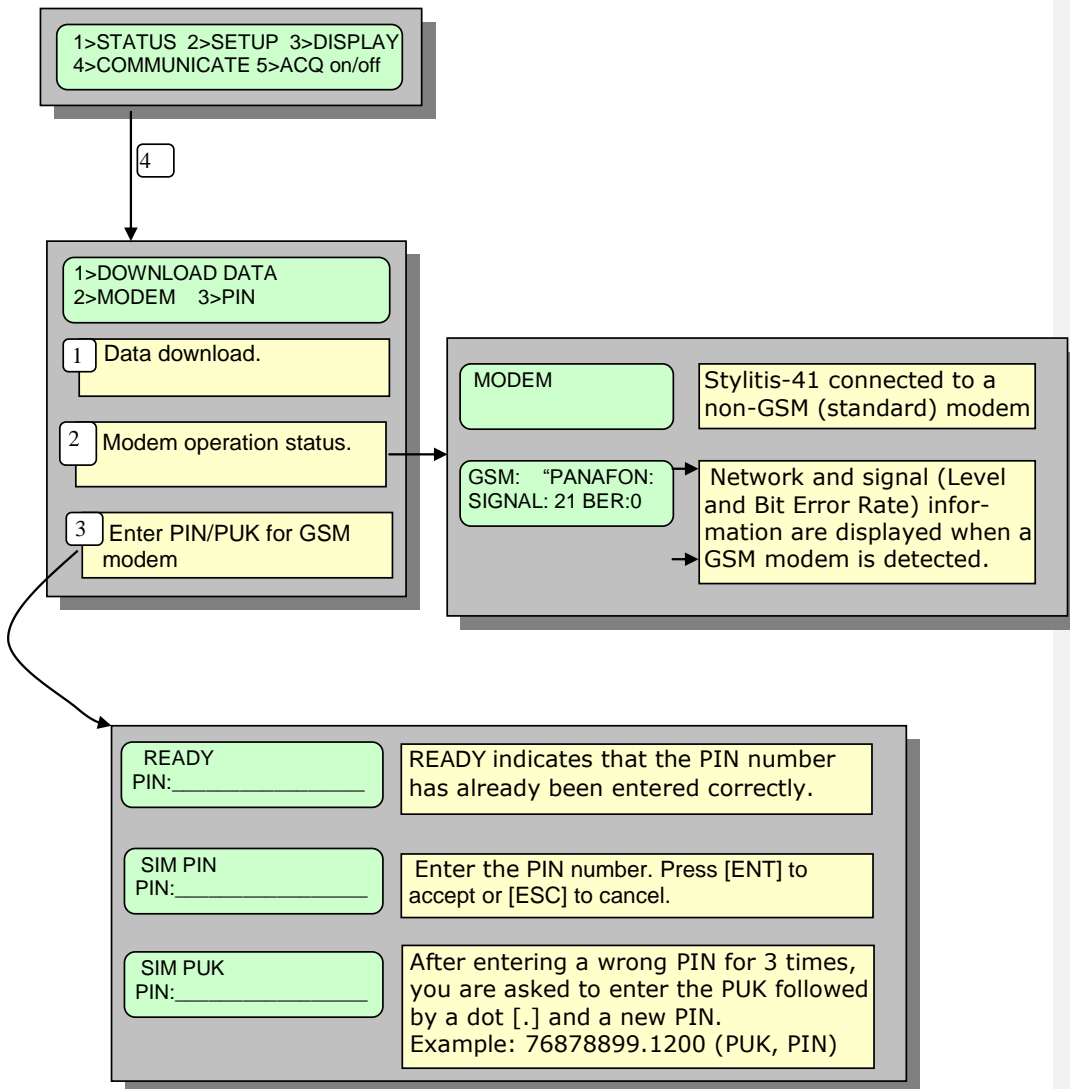 1>STATUS 2>SETUP 3>DISPLAY
4>COMMUNICATE 5>ACQ on/off
4
1>DOWNLOAD DATA
2>MODEM 3>PIN
1 Data download.
2 Modem operation status.
3 Enter PIN/PUK for GSM
modem
MODEM
Stylitis-41 connected to a
non-GSM (standard) modem
GSM: “PANAFON:
SIGNAL: 21 BER:0
Network and signal (Level
and Bit Error Rate) infor-
mation are displayed when a
GSM modem is detected.
READY
PIN:__________________
READY indicates that the PIN number
has already been entered correctly.
SIM PIN
PIN:__________________
Enter the PIN number. Press [ENT] to
accept or [ESC] to cancel.
SIM PUK
PIN:__________________
After entering a wrong PIN for 3 times,
you are asked to enter the PUK followed
by a dot [.] and a new PIN.
Example: 76878899.1200 (PUK, PIN)